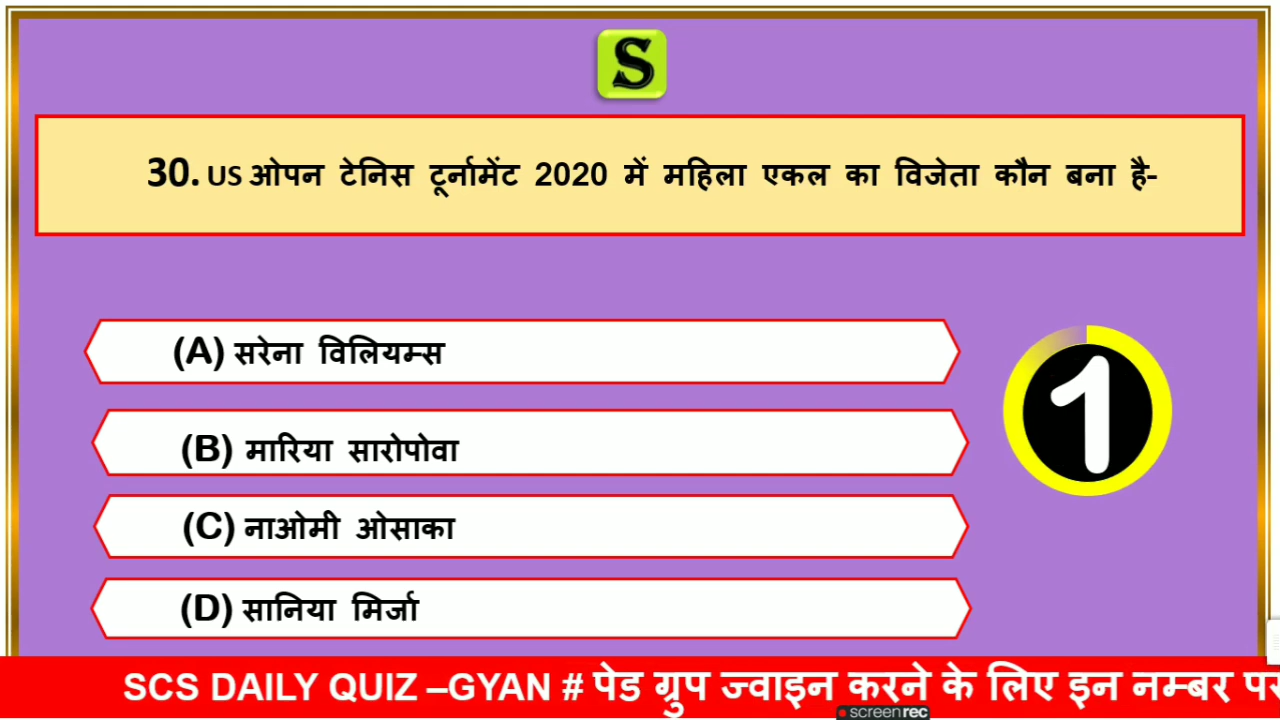 S
30. US ओपन टेनिस टूर्नामेंट 2020 में महिला एकल का विजेता कौन बना है-
(A) सरेना विलियम्स
1
(B) मारिया सारोपोवा
(C) नाओमी ओसाका
(D) सानिया मिर्जा
SCS DAILY QUIZ –GYAN # पेड ग्रुप ज्वाइन करने के लिए इन नम्बर पर
screenrec